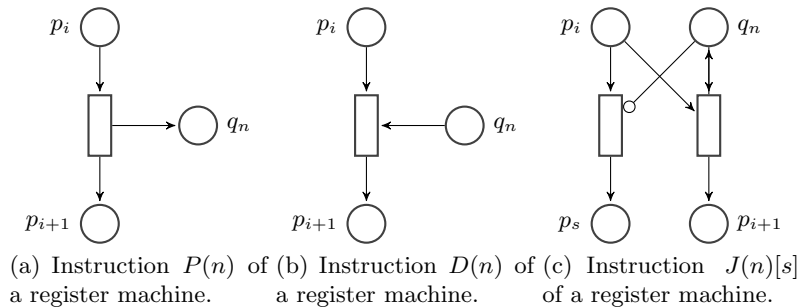 p_i
p_i
p_i
q_n
q_n
q_n
p_{i+1}
p_{i+1}
p_s
p_{i+1}
(a) Instruction P(n) of
a register machine.
(b) Instruction D(n) of
a register machine.
(c) Instruction J(n)[s]
of a register machine.